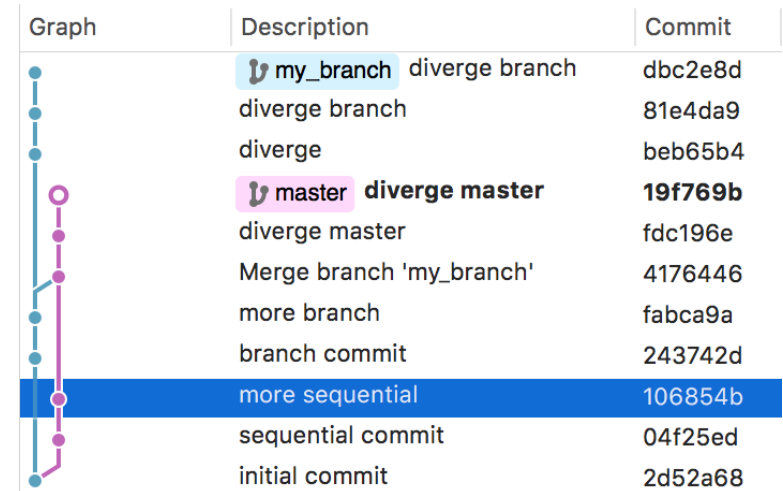 Graph Description Commit
my_branch diverge branch dbc2e8d
diverge branch 81e4da9
diverge beb65b4
master diverge master 19f769b
diverge master fdc196e
Merge branch 'my_branch' 4176446
more branch fabca9a
branch commit 243742d
more sequential 106854b
sequential commit 04f25ed
initial commit 2d52a68